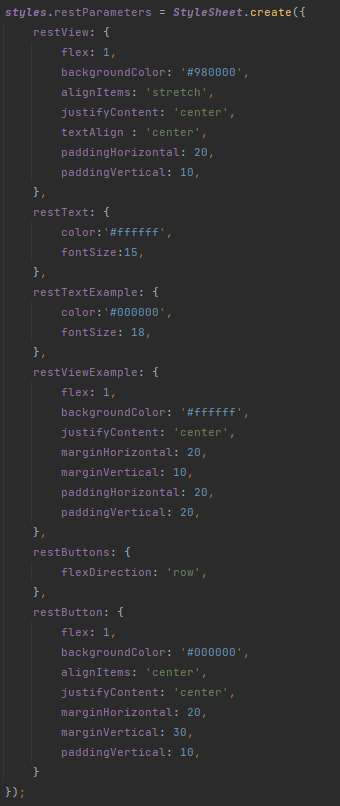 styles.restParameters = StyleSheet.create({
    restView: {
        flex: 1,
        backgroundColor: '#980000',
        alignItems: 'stretch',
        justifyContent: 'center',
        textAlign : 'center',
        paddingHorizontal: 20,
        paddingVertical: 10,
    },
    restText: {
        color:'#ffffff',
        fontSize:15,
    },
    restTextExample: {
        color:'#000000',
        fontSize: 18,
    },
    restViewExample: {
        flex: 1,
        backgroundColor: '#ffffff',
        justifyContent: 'center',
        marginHorizontal: 20,
        marginVertical: 10,
        paddingHorizontal: 20,
        paddingVertical: 20,
    },
    restButtons: {
        flexDirection: 'row',
    },
    restButton: {
        flex: 1,
        backgroundColor: '#000000',
        alignItems: 'center',
        justifyContent: 'center',
        marginHorizontal: 20,
        marginVertical: 30,
        paddingVertical: 10,
    }
});